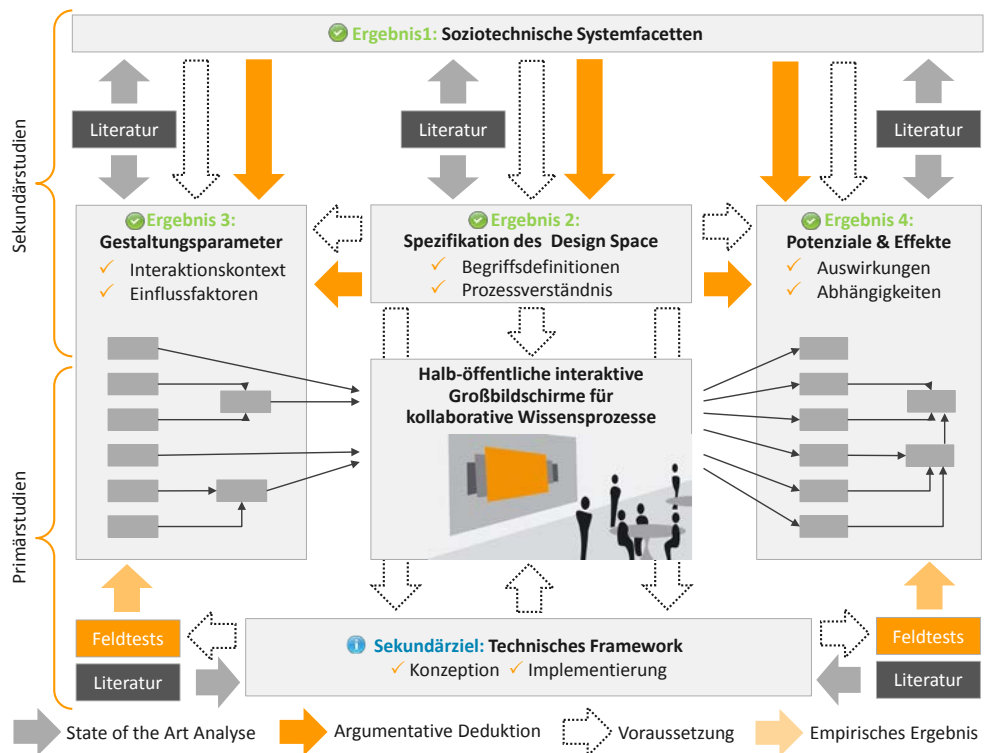 Ergebnis1: Soziotechnische Systemfacetten
Sekundärstudien
Literatur
Literatur
Literatur
Ergebnis 3:
Gestaltungsparameter
Interaktionskontext
Einflussfaktoren
Ergebnis 2:
Spezifikation des Design Space
Begriffsdefinitionen
Prozessverständnis
Ergebnis 4:
Potenziale & Effekte
Auswirkungen
Abhängigkeiten
Halb-öffentliche interaktive
Großbildschirme für
kollaborative Wissensprozesse
Primärstudien
Feldtests
Literatur
Sekundärziel: Technisches Framework
Konzeption Implementierung
Feldtests
Literatur
State of the Art Analyse
Argumentative Deduktion
Voraussetzung
Empirisches Ergebnis